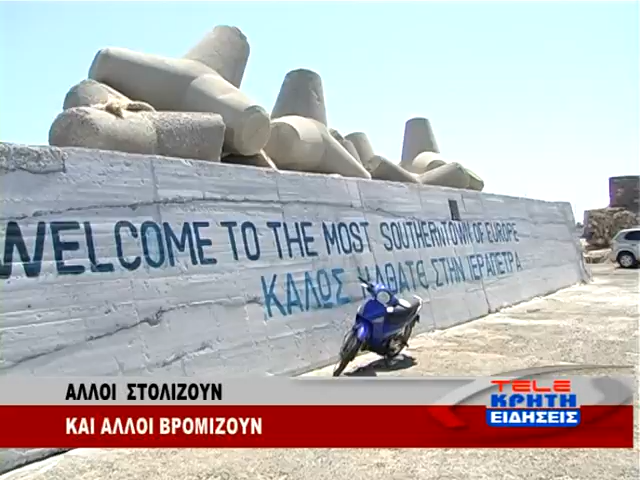 WELCOME TO THE MOST SOUTHERN TOWN OF EUROPE
ΚΑΛΩΣ ΗΛΘΑΤΕ ΣΤΗΝ ΙΕΡΑΠΕΤΡΑ
ΑΛΛΟΙ ΣΤΟΛΙΖΟΥΝ
ΚΑΙ ΑΛΛΟΙ ΒΡΟΜΙΖΟΥΝ
TELE
ΚΡΗΤΗ
ΕΙΔΗΣΕΙΣ